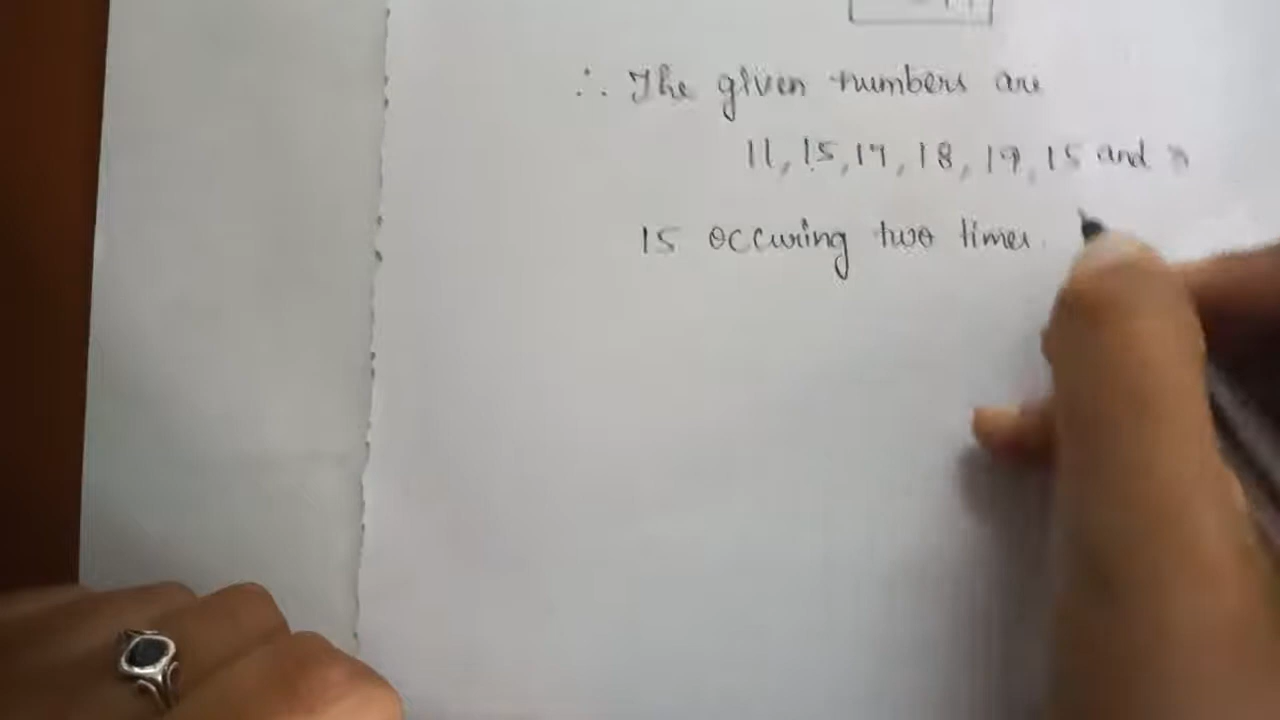 ∴ The given numbers are
11, 15, 17, 18, 19, 15 and
15 occuring two times.